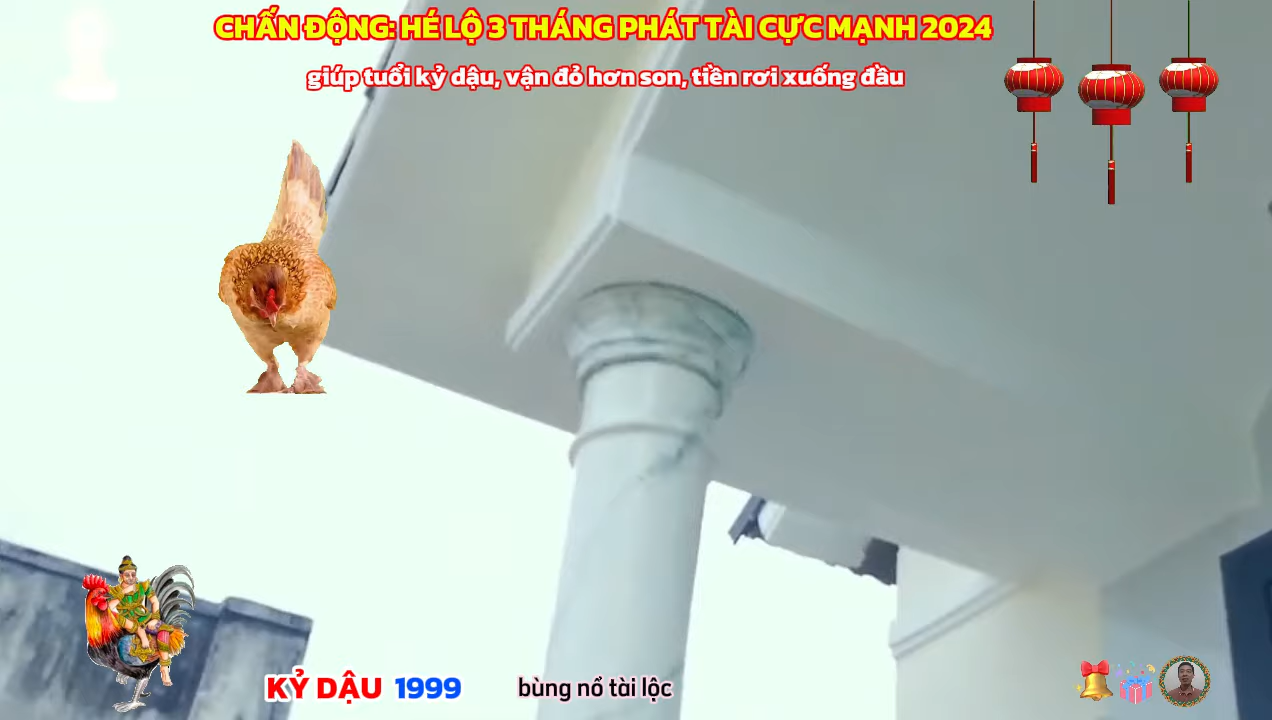 CHẤN ĐỘNG: HÉ LỘ 3 THÁNG PHÁT TÀI CỰC MẠNH 2024
giúp tuổi kỷ dậu, vận đỏ hơn son, tiền rơi xuống đầu
KỶ DẬU 1999 bùng nổ tài lộc